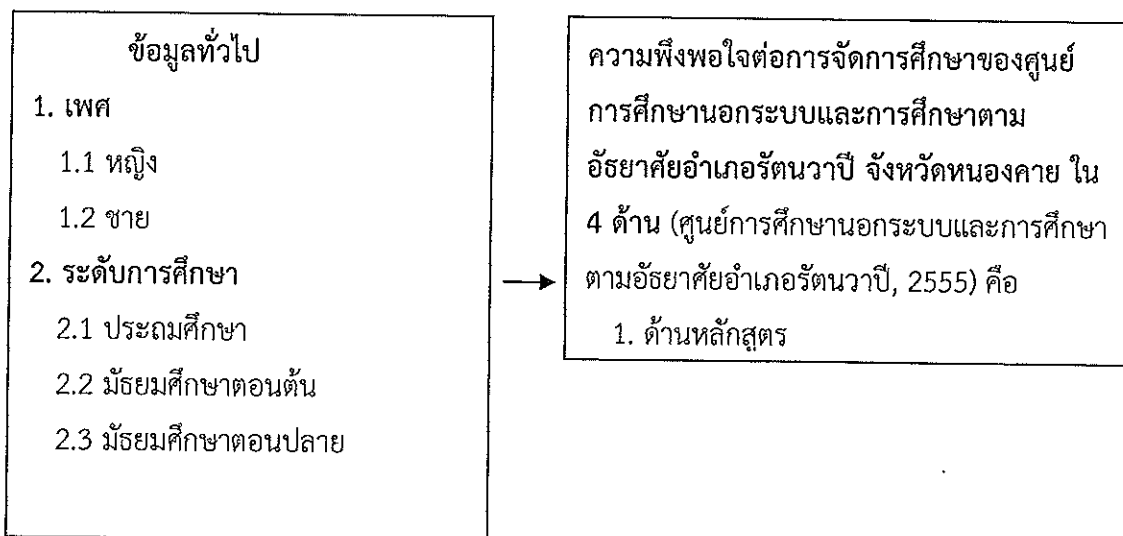 ข้อมูลทั่วไป
1. เพศ
1.1 หญิง
1.2 ชาย
2. ระดับการศึกษา
2.1 ประถมศึกษา
2.2 มัธยมศึกษาตอนต้น
2.3 มัธยมศึกษาตอนปลาย
ความพึงพอใจต่อการจัดการศึกษาของศูนย์
การศึกษานอกระบบและการศึกษาตาม
อัธยาศัยอำเภอรัตนวาปี จังหวัดหนองคาย ใน
4 ด้าน (ศูนย์การศึกษานอกระบบและการศึกษา
ตามอัธยาศัยอำเภอรัตนวาปี, 2555) คือ
1. ด้านหลักสูตร